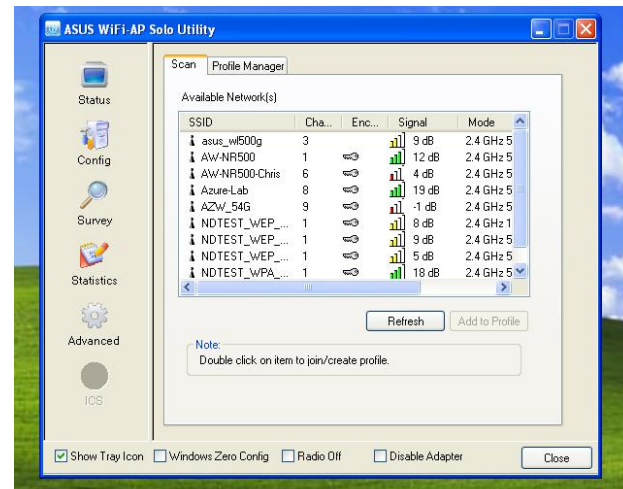 ASUS WiFi-AP Solo Utility
Status
Config
Survey
Statistics
Advanced
ICS
Scan Profile Manager
Available Network(s)
SSID Cha... Enc... Signal Mode
asus_wl500g 3 9 dB 2.4 GHz 5
AW-NR500 1 12 dB 2.4 GHz 5
AW-NR500-Chris 6 4 dB 2.4 GHz 5
Azure-Lab 8 19 dB 2.4 GHz 5
AZW_54G 9 -1 dB 2.4 GHz 5
NDTEST_WEP_... 1 8 dB 2.4 GHz 1
NDTEST_WEP_... 1 9 dB 2.4 GHz 5
NDTEST_WEP_... 1 5 dB 2.4 GHz 5
NDTEST_WPA_... 1 18 dB 2.4 GHz 5
Refresh Add to Profile
Note:
Double click on item to join/create profile.
Show Tray Icon Windows Zero Config Radio Off Disable Adapter Close